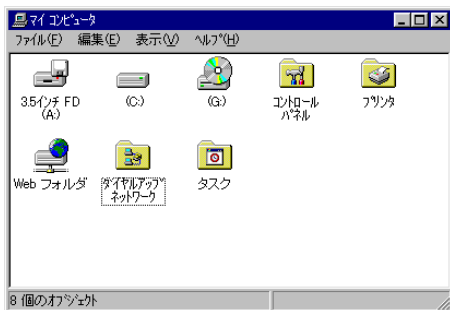 ﾏｲ ｺﾝﾋﾟｭｰﾀ
ﾌｧｲﾙ(F) 編集(E) 表示(V) ﾍﾙﾌﾟ(H)
3.5ｲﾝﾁ FD
(A:)
(C:)
(G:)
ｺﾝﾄﾛｰﾙ
ﾊﾟﾈﾙ
ﾌﾟﾘﾝﾀ
Web フォルダ
ﾀﾞｲﾔﾙｱｯﾌﾟ
ﾈｯﾄﾜｰｸ
タスク
8 個のｵﾌﾞｼﾞｪｸﾄ